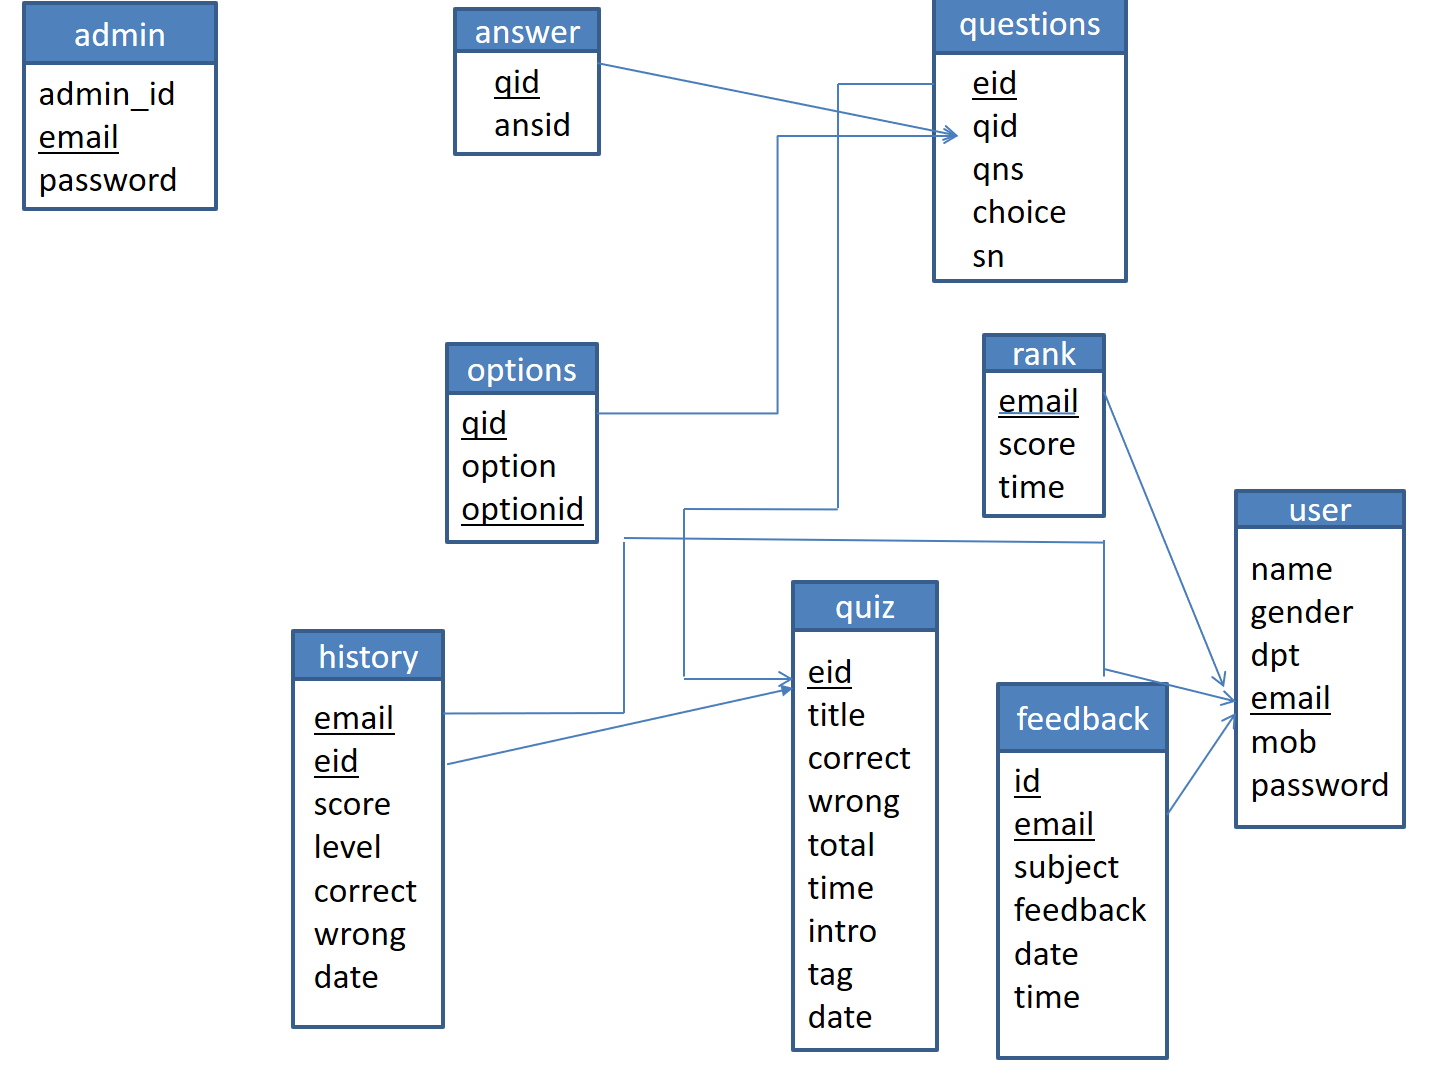 admin
admin_id
email
password
answer
qid
ansid
questions
eid
qid
qns
choice
sn
options
qid
option
optionid
rank
email
score
time
user
name
gender
dpt
email
mob
password
history
email
eid
score
level
correct
wrong
date
quiz
eid
title
correct
wrong
total
time
intro
tag
date
feedback
id
email
subject
feedback
date
time